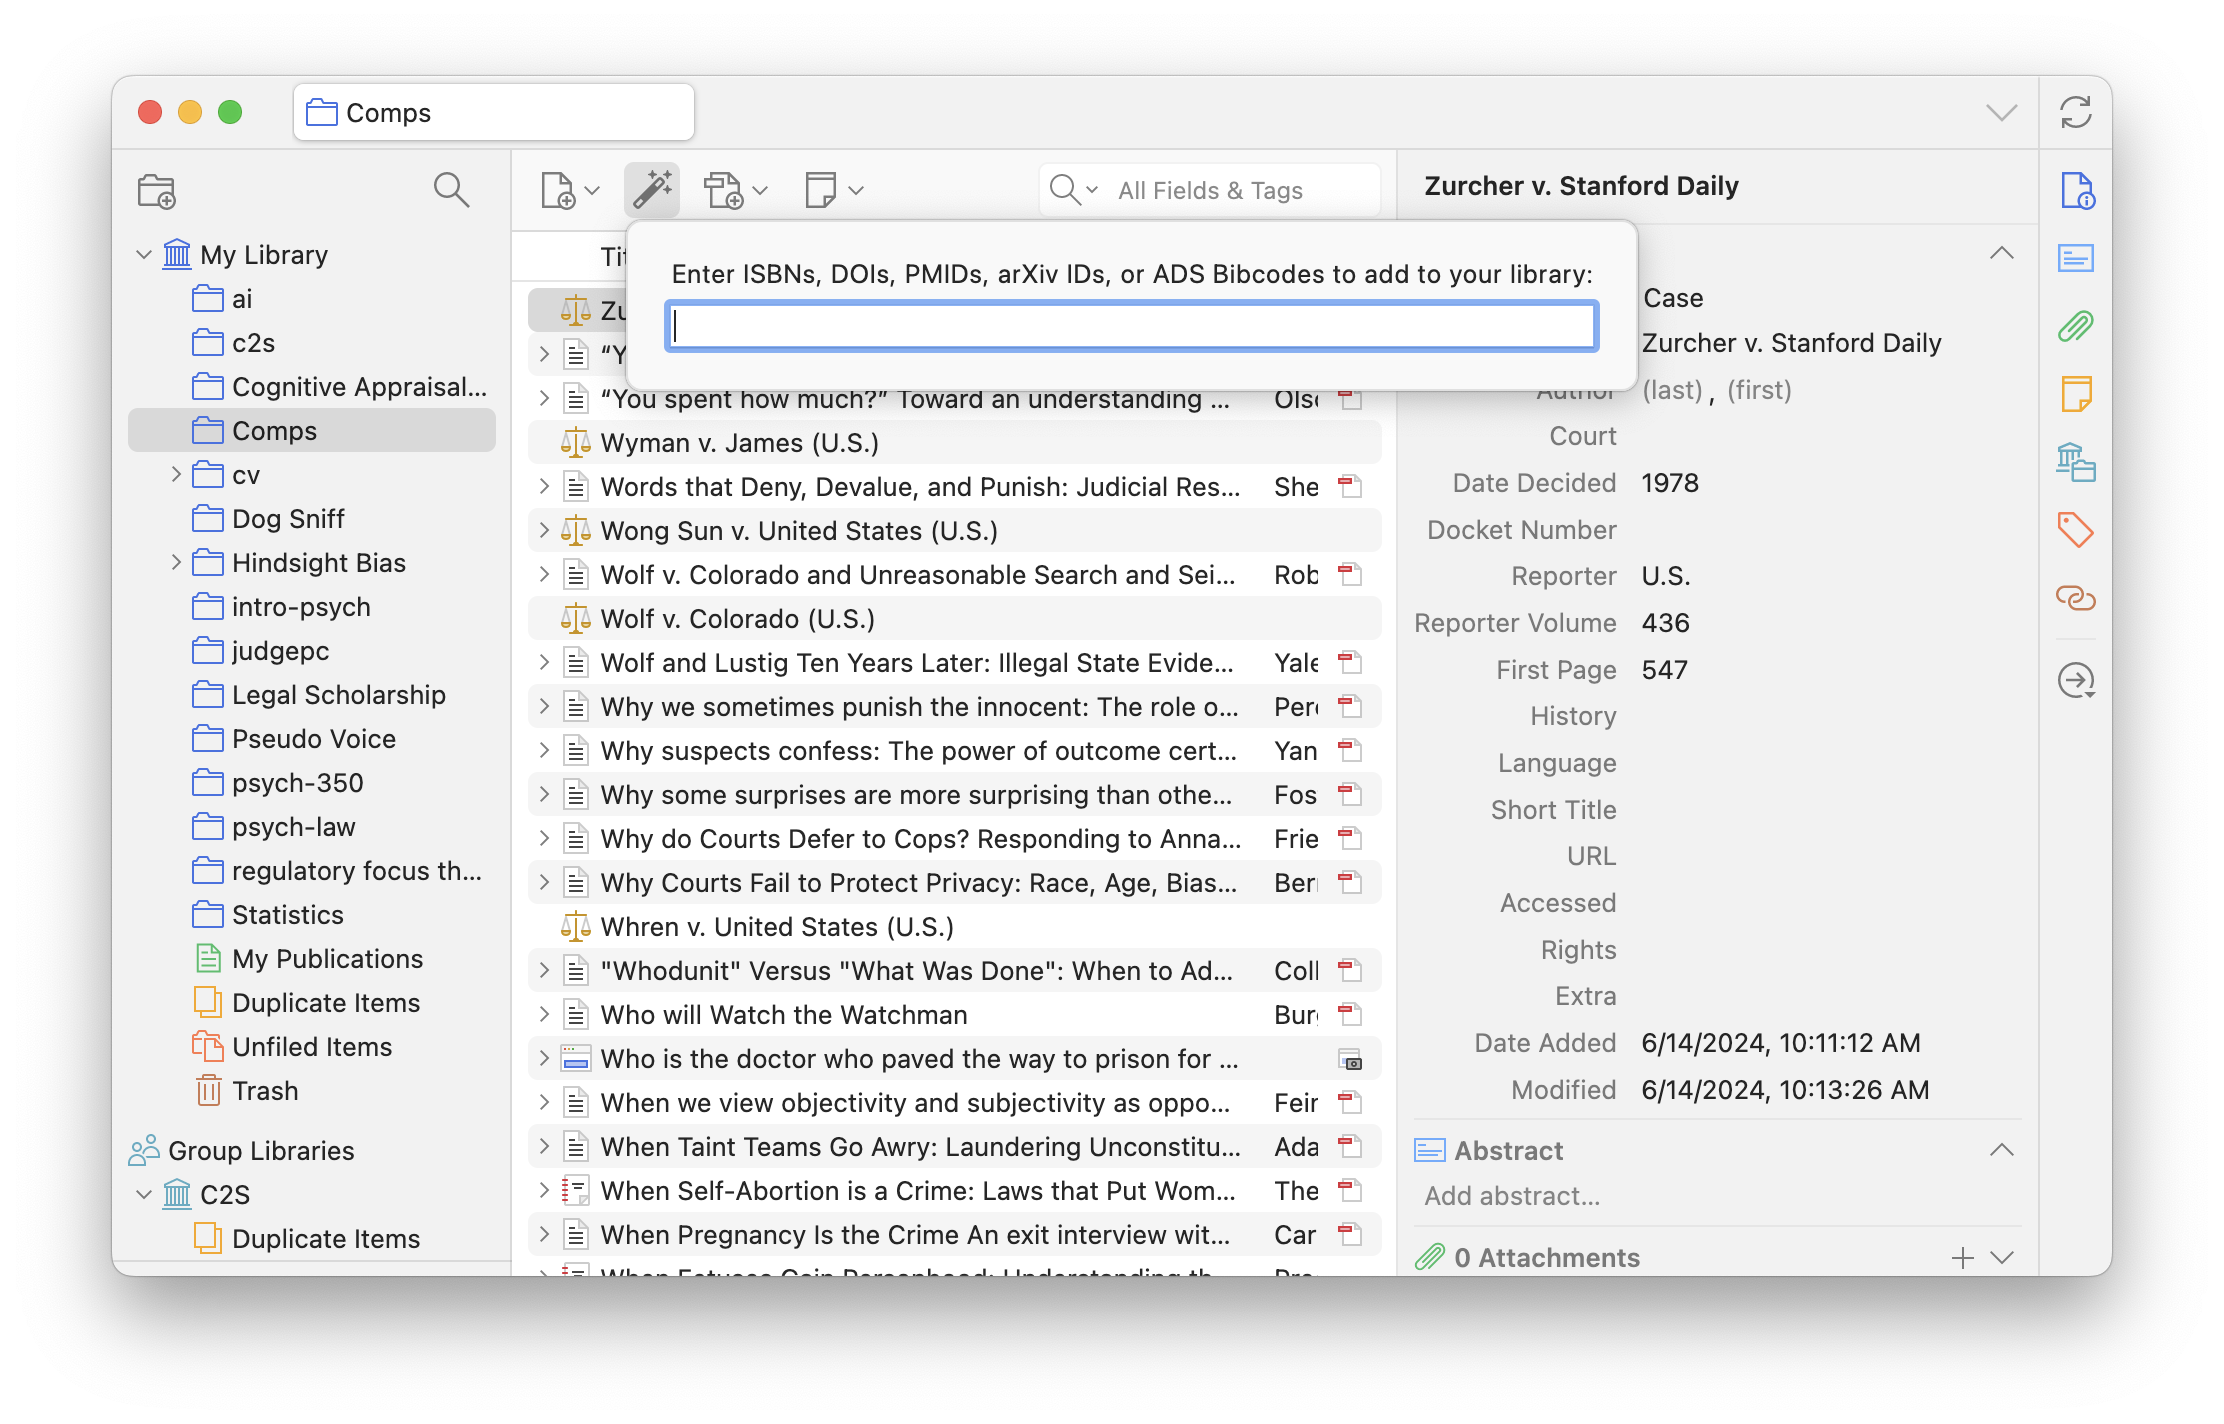 Comps
All Fields & Tags
Zurcher v. Stanford Daily
Enter ISBNs, DOIs, PMIDs, arXiv IDs, or ADS Bibcodes to add to your library:
My Library
ai
c2s
Cognitive Appraisal...
Comps
cv
Dog Sniff
Hindsight Bias
intro-psych
judgepc
Legal Scholarship
Pseudo Voice
psych-350
psych-law
regulatory focus th...
Statistics
My Publications
Duplicate Items
Unfiled Items
Trash
Group Libraries
C2S
Duplicate Items
“You spent how much?” Toward an understanding ...
Wyman v. James (U.S.)
Words that Deny, Devalue, and Punish: Judicial Res... She
Wong Sun v. United States (U.S.)
Wolf v. Colorado and Unreasonable Search and Sei... Rob
Wolf v. Colorado (U.S.)
Wolf and Lustig Ten Years Later: Illegal State Evide... Yale
Why we sometimes punish the innocent: The role o... Per
Why suspects confess: The power of outcome cert... Yan
Why some surprises are more surprising than othe... Fos
Why do Courts Defer to Cops? Responding to Anna... Frie
Why Courts Fail to Protect Privacy: Race, Age, Bias... Ber
Whren v. United States (U.S.)
"Whodunit" Versus "What Was Done": When to Ad... Coll
Who will Watch the Watchman Bur
Who is the doctor who paved the way to prison for ...
When we view objectivity and subjectivity as oppo... Fei
When Taint Teams Go Awry: Laundering Unconstitu... Ada
When Self-Abortion is a Crime: Laws that Put Wom... The
When Pregnancy Is the Crime An exit interview wit... Car
Case
Zurcher v. Stanford Daily
Author (last) , (first)
Court
Date Decided 1978
Docket Number
Reporter U.S.
Reporter Volume 436
First Page 547
History
Language
Short Title
URL
Accessed
Rights
Extra
Date Added 6/14/2024, 10:11:12 AM
Modified 6/14/2024, 10:13:26 AM
Abstract
Add abstract...
0 Attachments